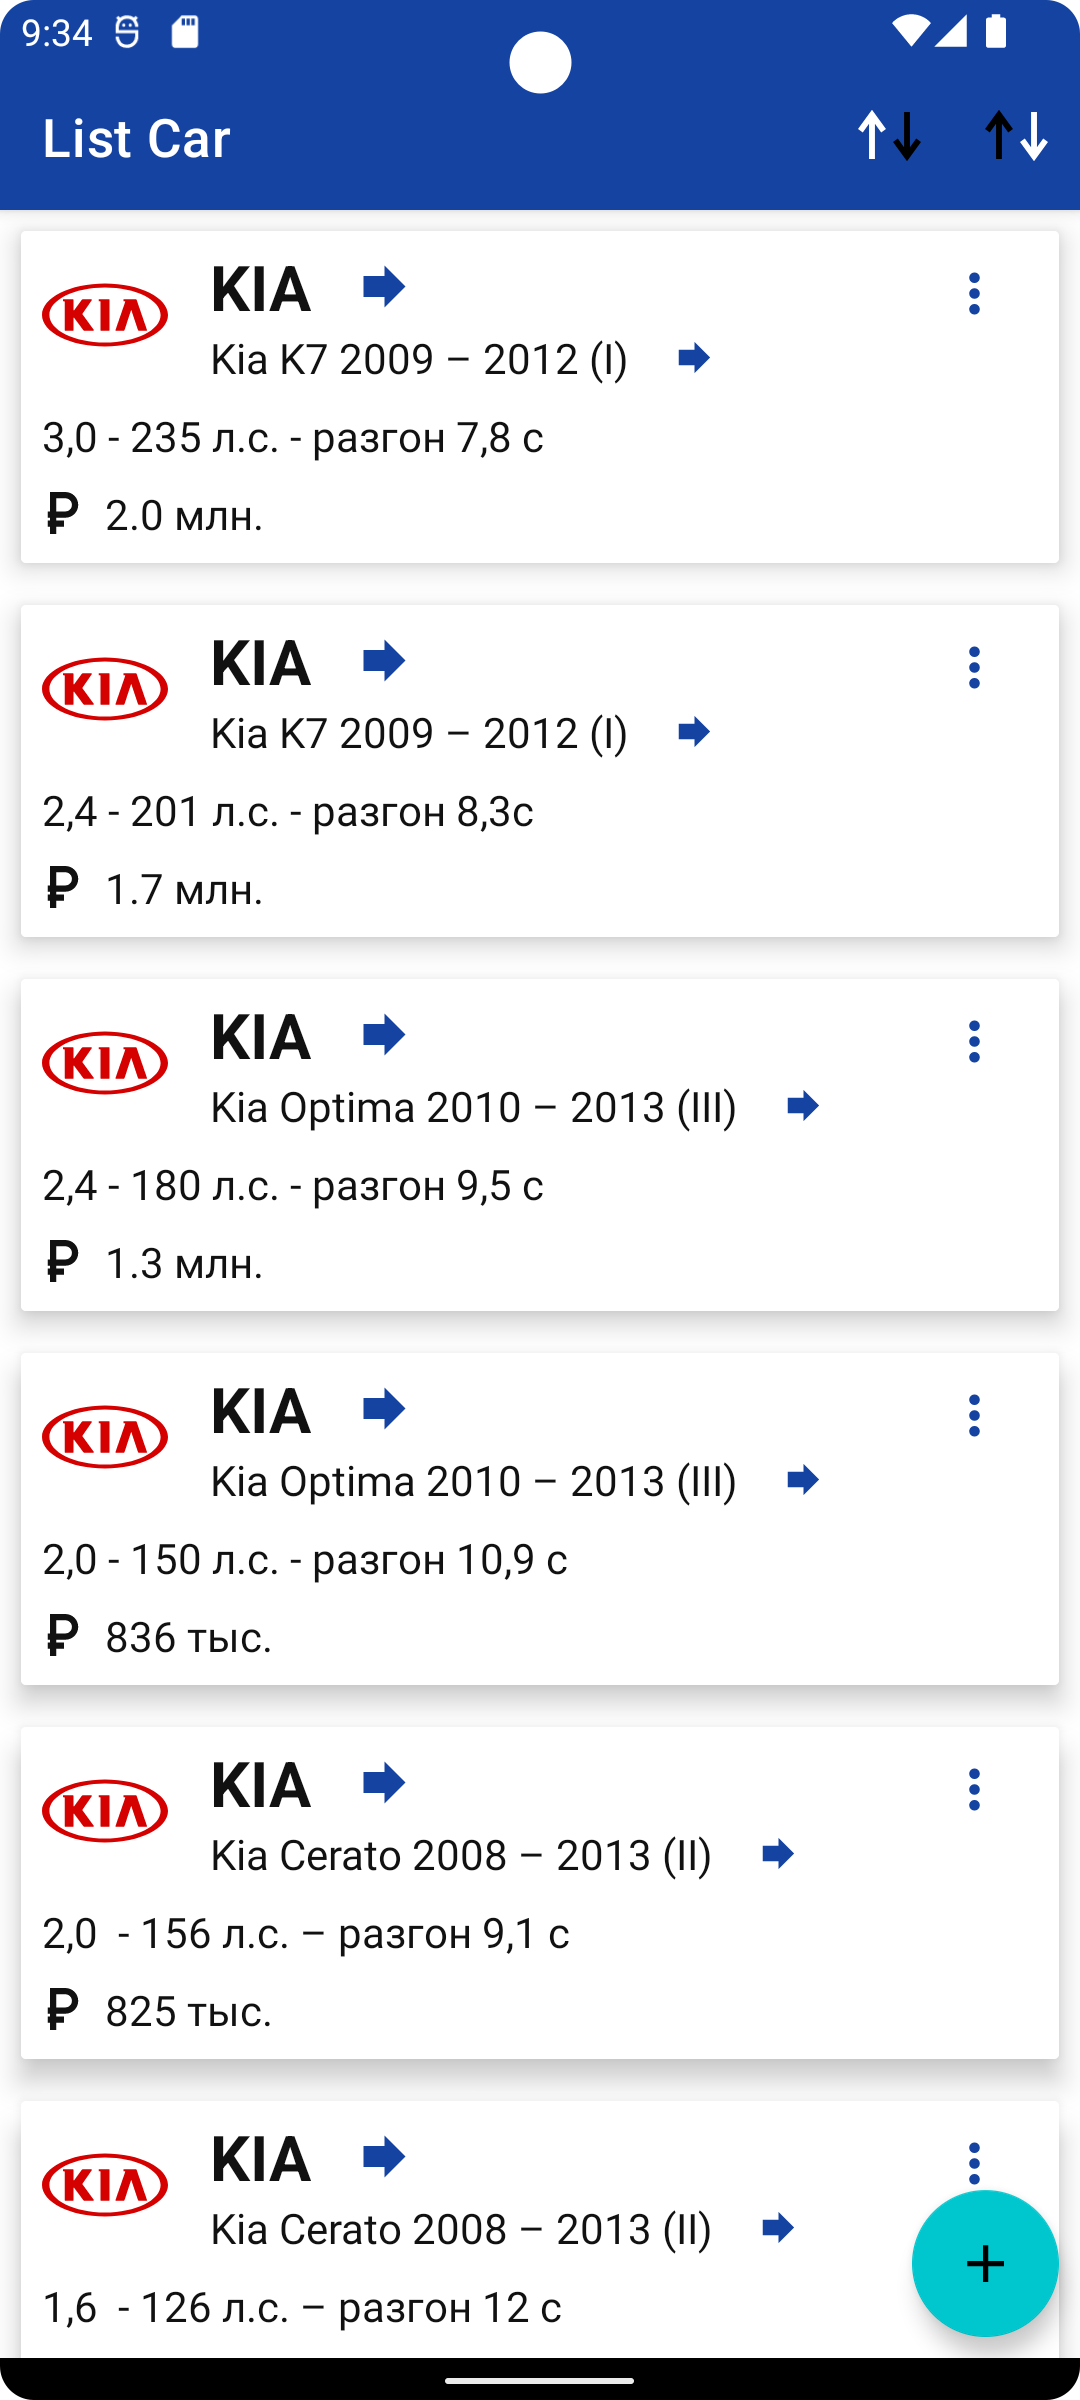 9:34
List Car
KIA
KIA
Kia K7 2009 – 2012 (I)
3,0 - 235 л.с. - разгон 7,8 с
₽ 2.0 млн.
KIA
KIA
Kia K7 2009 – 2012 (I)
2,4 - 201 л.с. - разгон 8,3с
₽ 1.7 млн.
KIA
KIA
Kia Optima 2010 – 2013 (III)
2,4 - 180 л.с. - разгон 9,5 с
₽ 1.3 млн.
KIA
KIA
Kia Optima 2010 – 2013 (III)
2,0 - 150 л.с. - разгон 10,9 с
₽ 836 тыс.
KIA
KIA
Kia Cerato 2008 – 2013 (II)
2,0  - 156 л.с. – разгон 9,1 с
₽ 825 тыс.
KIA
KIA
Kia Cerato 2008 – 2013 (II)
1,6  - 126 л.с. – разгон 12 с